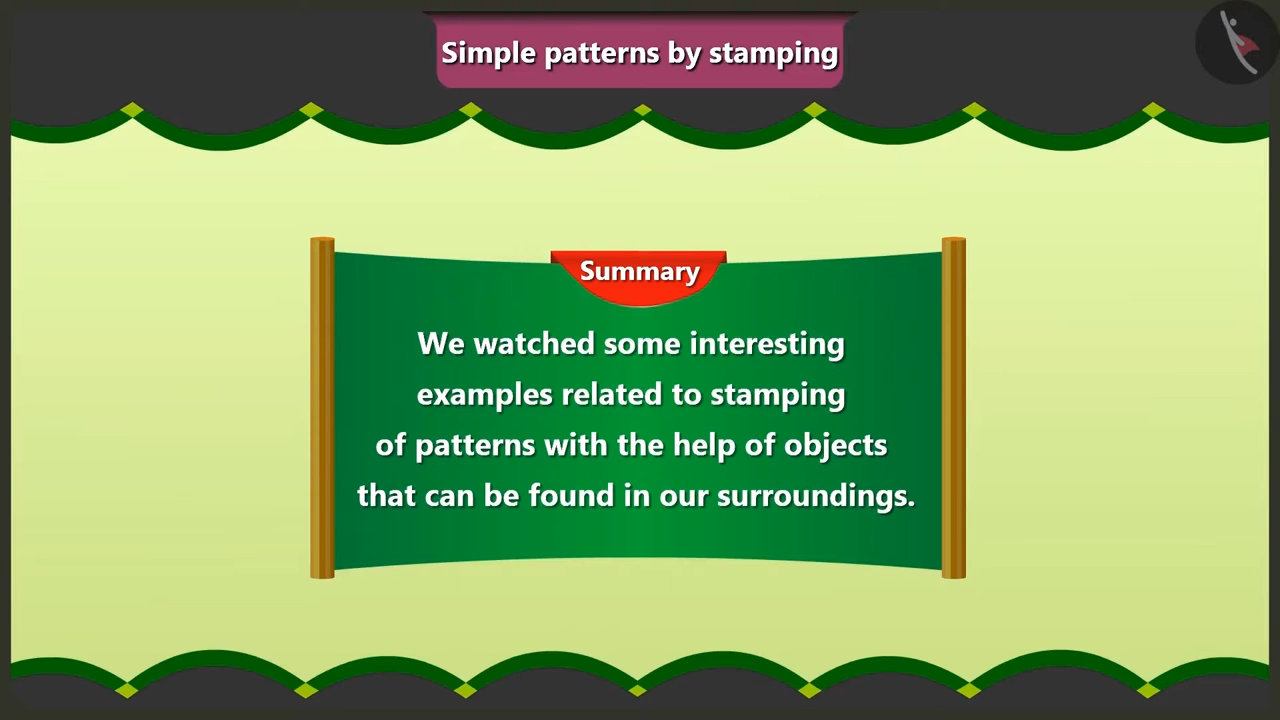 Simple patterns by stamping
Summary
We watched some interesting
examples related to stamping
of patterns with the help of objects
that can be found in our surroundings.